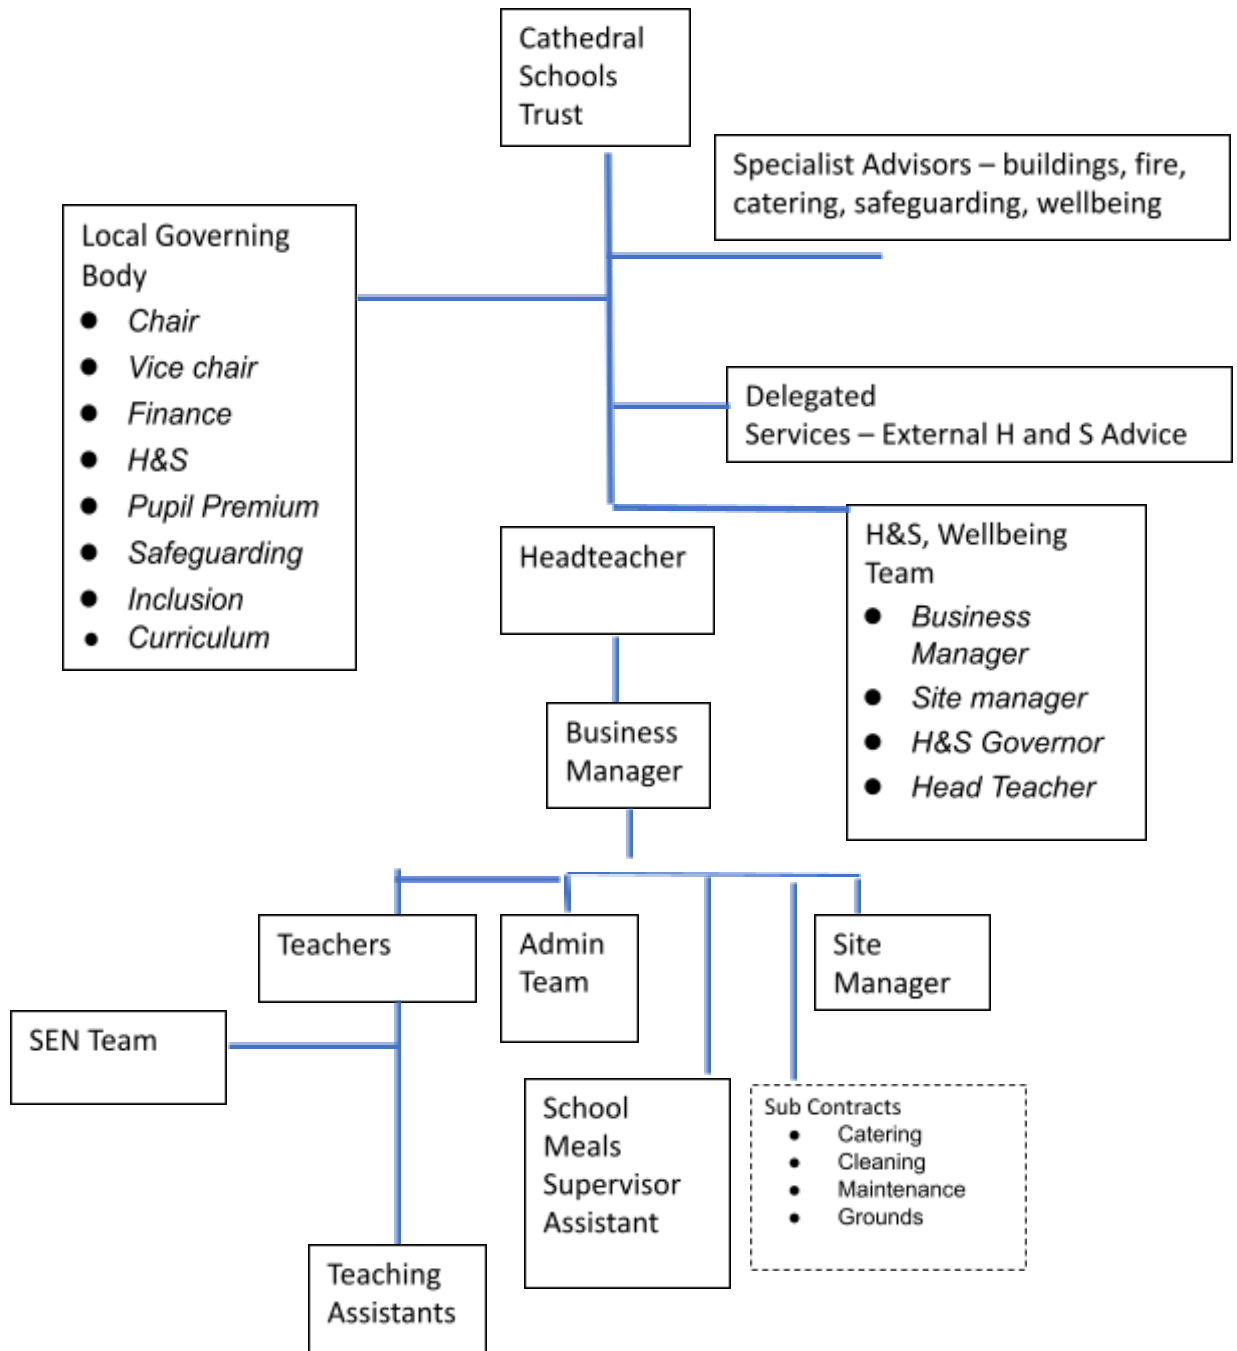 Cathedral
Schools
Trust
Specialist Advisors – buildings, fire,
catering, safeguarding, wellbeing
Local Governing
Body
● Chair
● Vice chair
● Finance
● H&S
● Pupil Premium
● Safeguarding
● Inclusion
● Curriculum
Delegated
Services – External H and S Advice
Headteacher
H&S, Wellbeing
Team
● Business
Manager
● Site manager
● H&S Governor
● Head Teacher
Business
Manager
Teachers
Admin
Team
Site
Manager
SEN Team
School
Meals
Supervisor
Assistant
Sub Contracts
● Catering
● Cleaning
● Maintenance
● Grounds
Teaching
Assistants